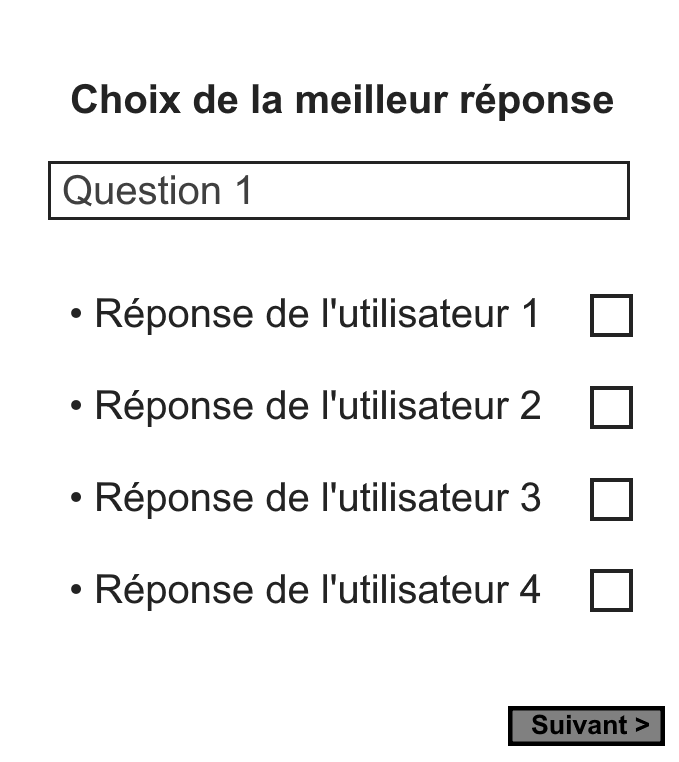 Choix de la meilleur réponse
Question 1
• Réponse de l'utilisateur 1
• Réponse de l'utilisateur 2
• Réponse de l'utilisateur 3
• Réponse de l'utilisateur 4
Suivant >